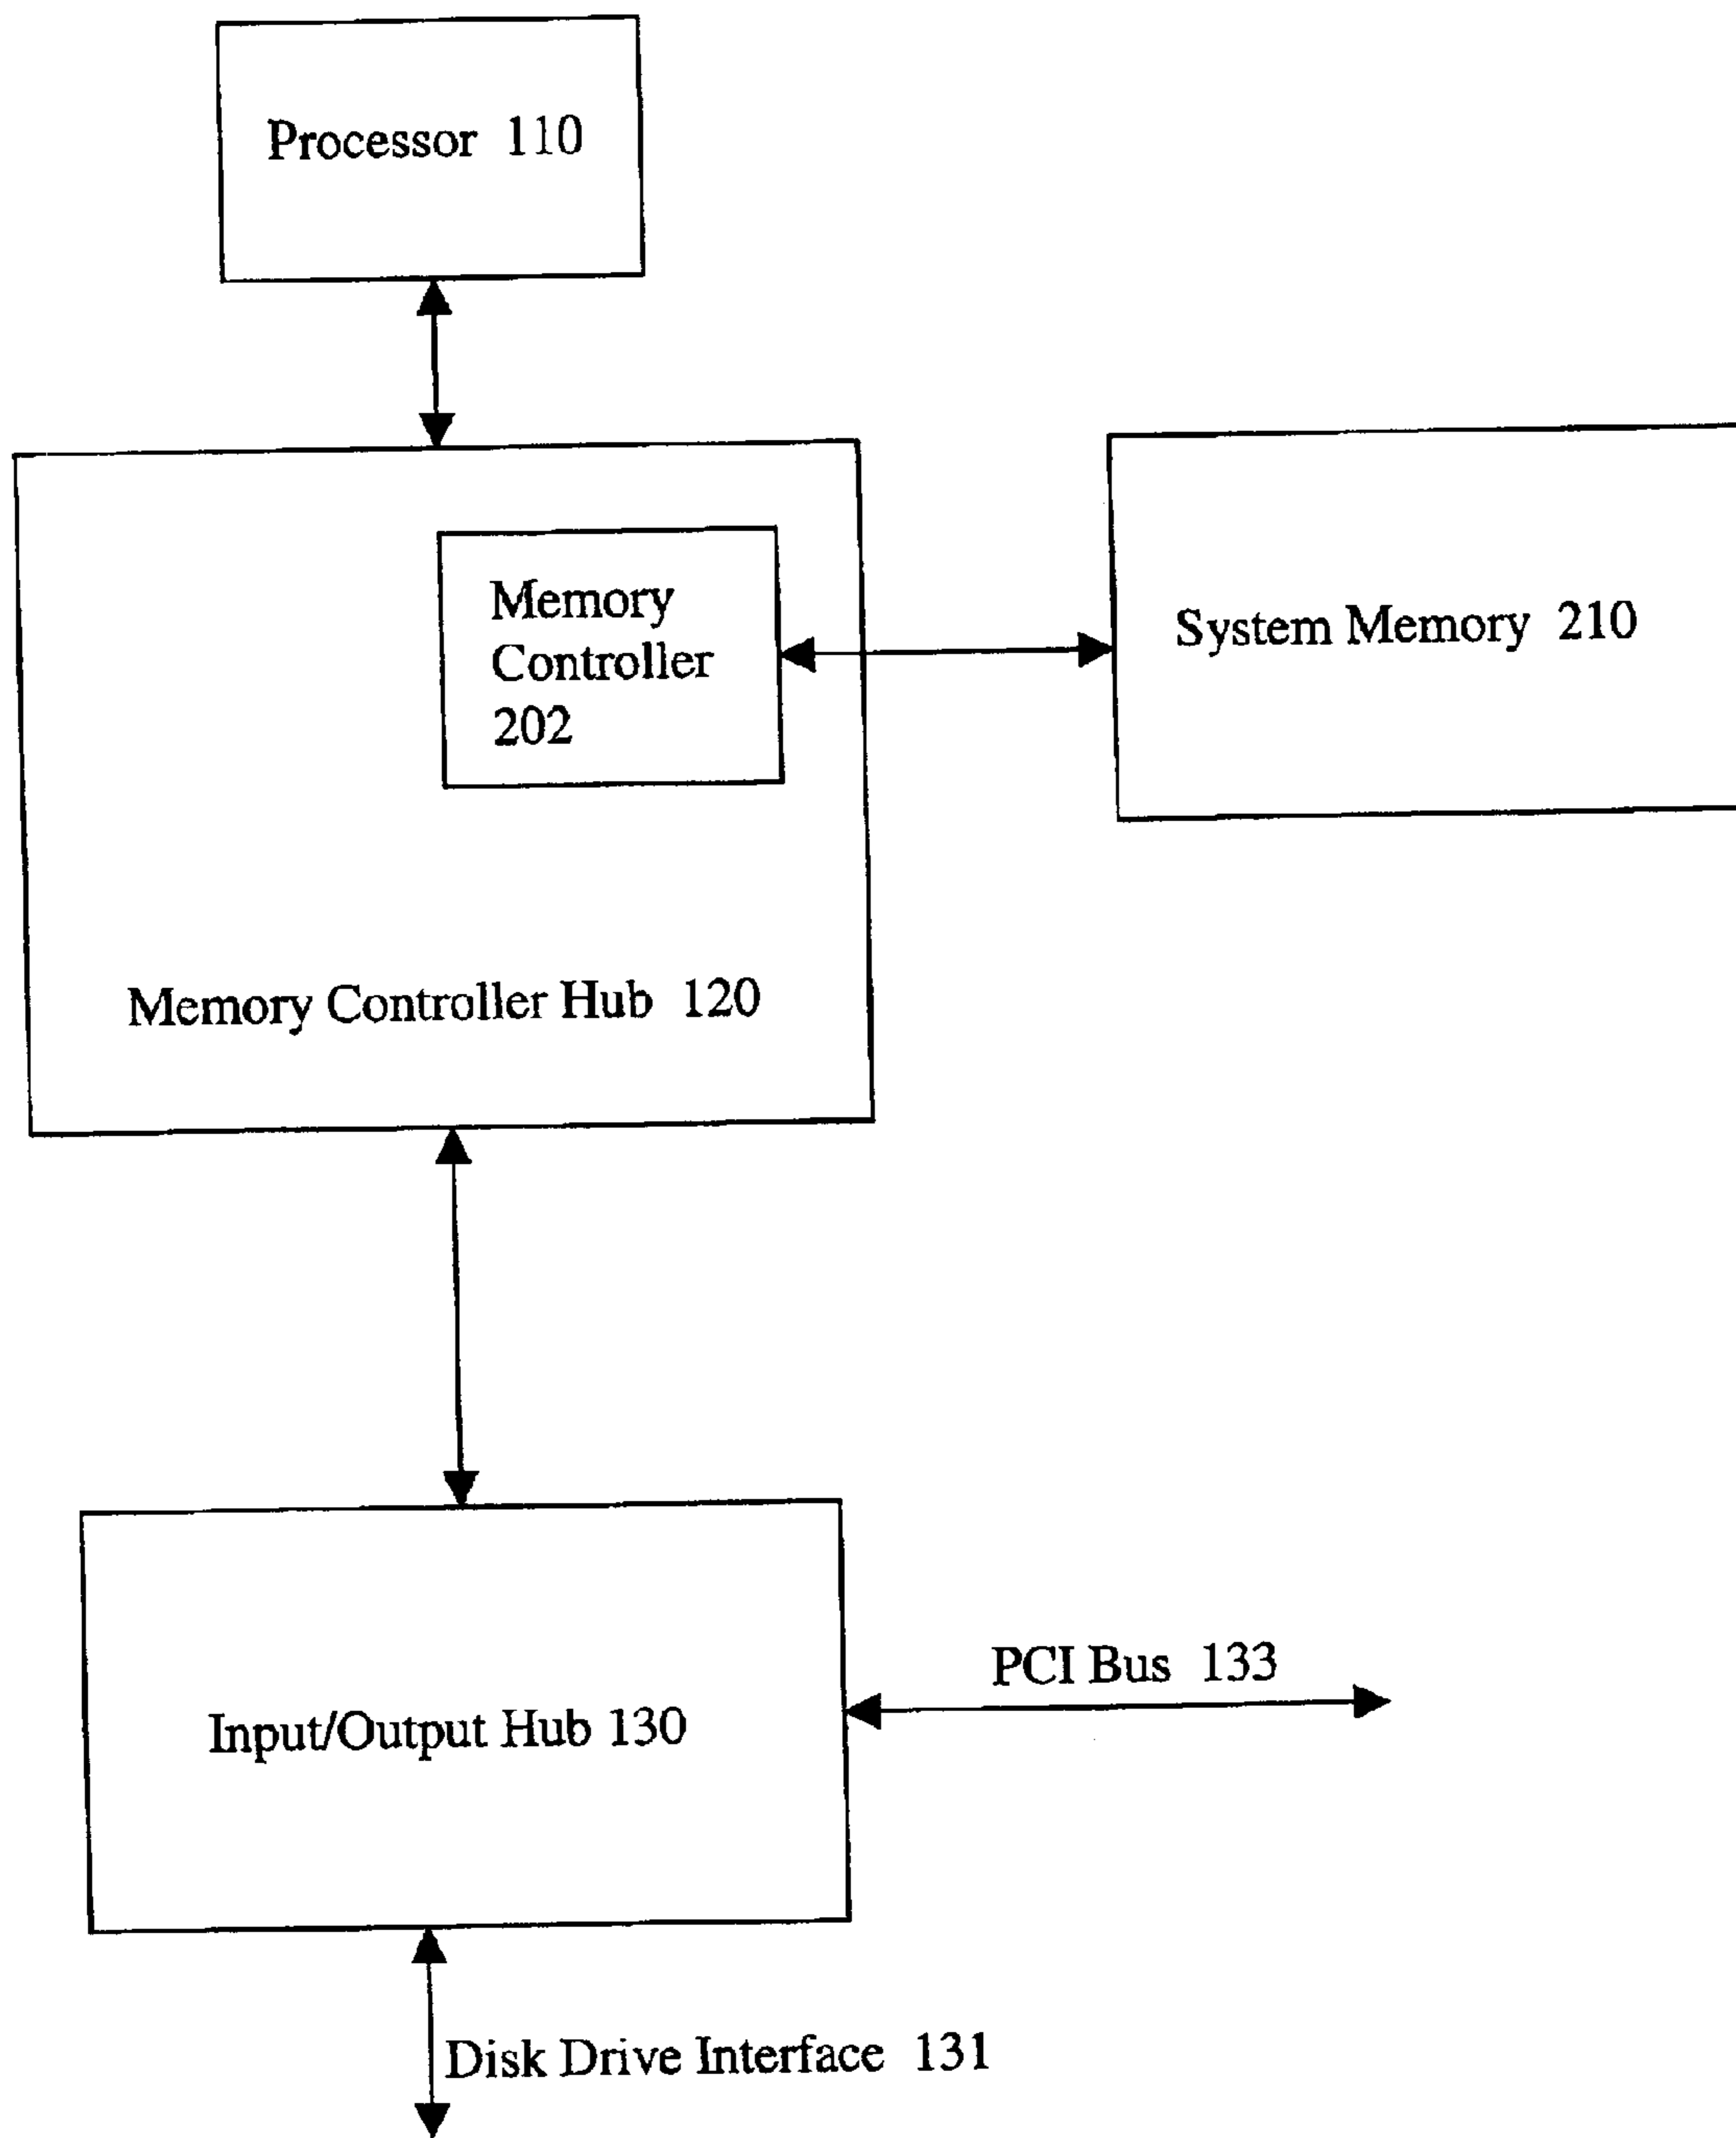 Processor 110
Memory
Controller
202
System Memory 210
Memory Controller Hub 120
PCI Bus 133
Input/Output Hub 130
Disk Drive Interface 131